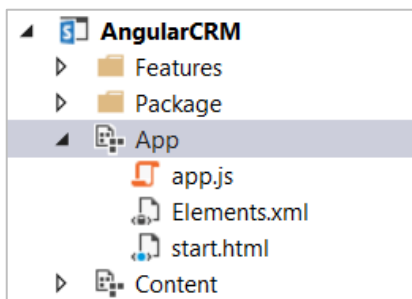 AngularCRM
Features
Package
App
app.js
Elements.xml
start.html
Content